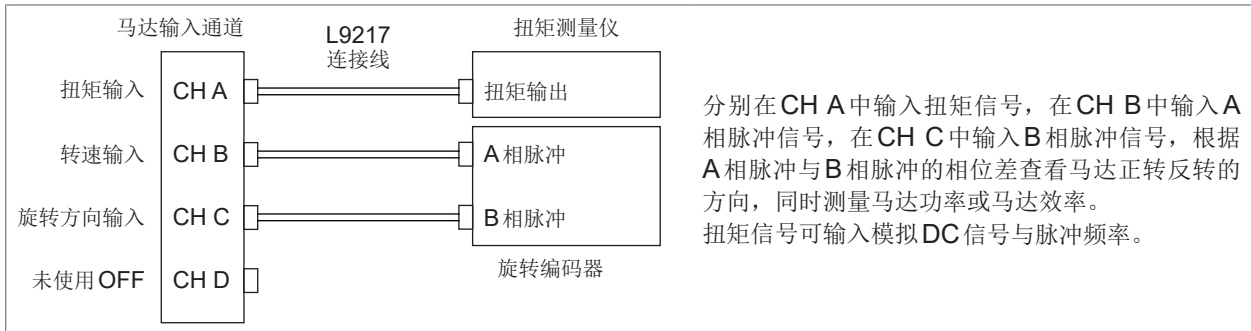 马达输入通道
L9217
连接线
扭矩测量仪
扭矩输入
CH A
扭矩输出
转速输入
CH B
A相脉冲
旋转方向输入
CH C
B相脉冲
未使用OFF
CH D
旋转编码器
分别在CH A中输入扭矩信号，在CH B中输入A
相脉冲信号，在CH C中输入B相脉冲信号，根据
A相脉冲与B相脉冲的相位差查看马达正转反转的
方向，同时测量马达功率或马达效率。
扭矩信号可输入模拟DC信号与脉冲频率。